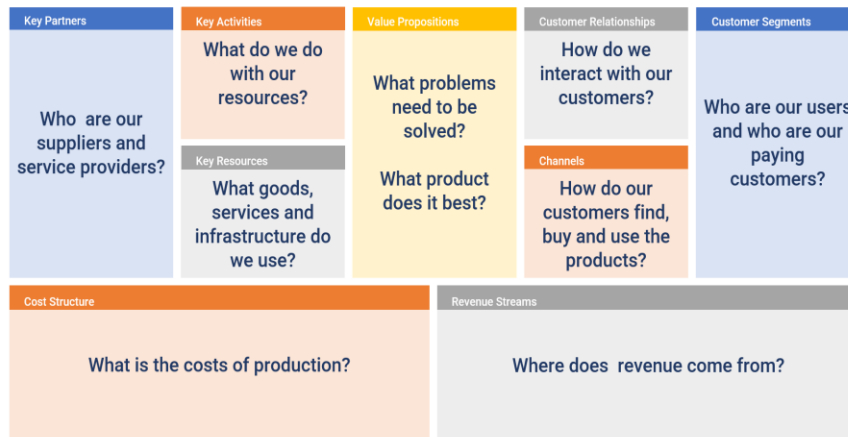 Key Partners
Who  are our
suppliers and
service providers?
Key Activities
What do we do
with our
resources?
Key Resources
What goods,
services and
infrastructure do
we use?
Value Propositions
What problems
need to be
solved?
What product
does it best?
Customer Relationships
How do we
interact with our
customers?
Channels
How do our
customers find,
buy and use the
products?
Customer Segments
Who are our users
and who are our
paying
customers?
Cost Structure
What is the costs of production?
Revenue Streams
Where does  revenue come from?